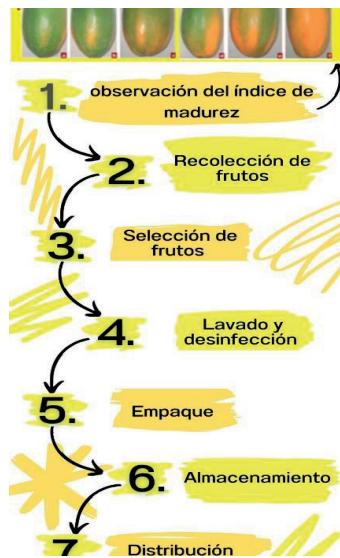 1.
observación del índice de
madurez
2.
Recolección de
frutos
3.
Selección de
frutos
4.
Lavado y
desinfección
5.
Empaque
6.
Almacenamiento
7
Distribución